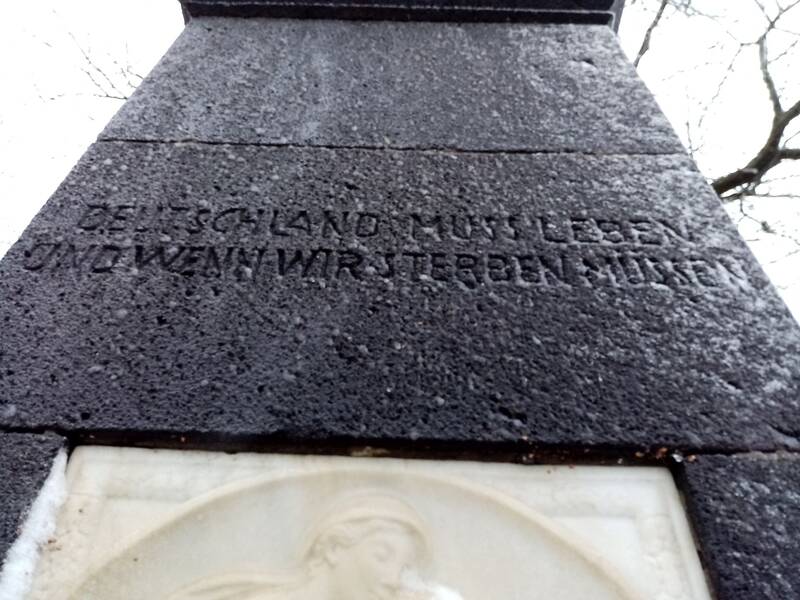 DEUTSCHLAND MUSS LEBEN
UND WENN WIR STERBEN MÜSSEN